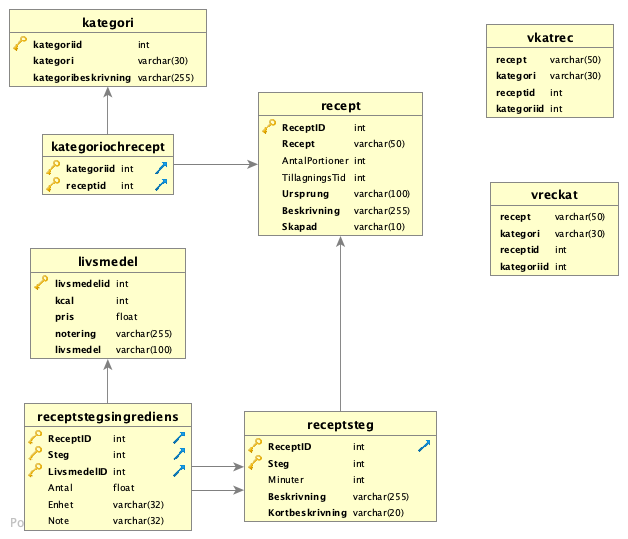 kategori
kategoriid int
kategori varchar(30)
kategoribeskrivning varchar(255)
kategoriochrecept
kategoriid int
receptid int
recept
ReceptID int
Recept varchar(50)
AntalPortioner int
TillagningsTid int
Ursprung varchar(100)
Beskrivning varchar(255)
Skapad varchar(10)
vkatrec
recept varchar(50)
kategori varchar(30)
receptid int
kategoriid int
vreckat
recept varchar(50)
kategori varchar(30)
receptid int
kategoriid int
livsmedel
livsmedelid int
kcal int
pris float
notering varchar(255)
livsmedel varchar(100)
receptstegsingrediens
ReceptID int
Steg int
LivsmedelID int
Antal float
Enhet varchar(32)
Note varchar(32)
receptsteg
ReceptID int
Steg int
Minuter int
Beskrivning varchar(255)
Kortbeskrivning varchar(20)